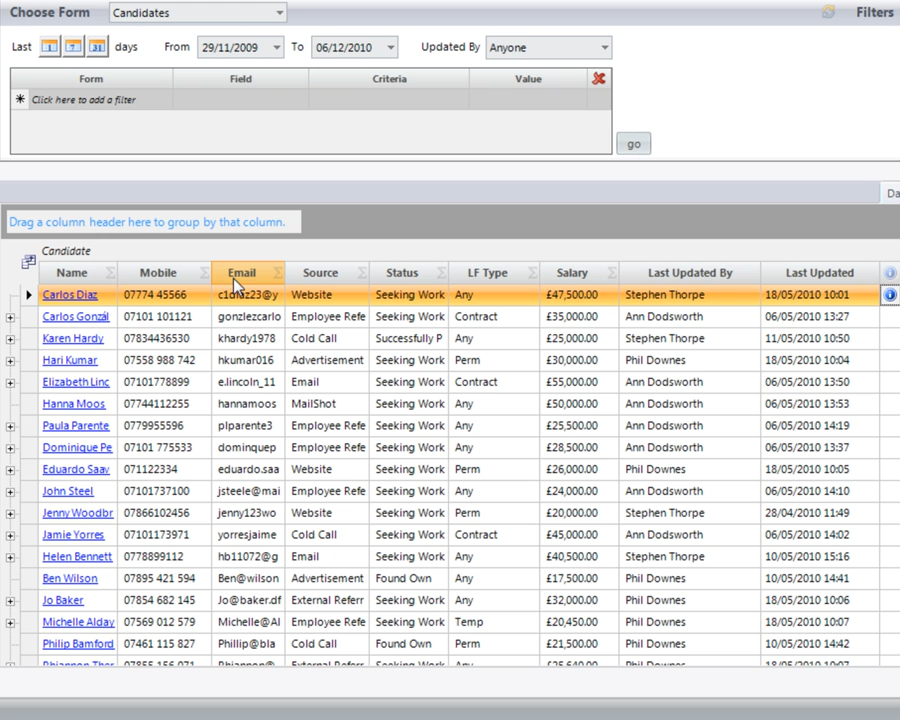 Choose Form Candidates Filters
Last 1 7 31 days From 29/11/2009 To 06/12/2010 Updated By Anyone
Form Field Criteria Value
Click here to add a filter
go
Da
Drag a column header here to group by that column.
Candidate
Name Mobile Email Source Status LF Type Salary Last Updated By Last Updated
Carlos Diaz 07774 45566 Website Seeking Work Any £47,500.00 Stephen Thorpe 18/05/2010 10:01
Carlos Gonzál 07101 101121 gonzlezcarlo Employee Refe Seeking Work Contract £35,000.00 Ann Dodsworth 06/05/2010 13:27
Karen Hardy 07834436530 khardy1978 Cold Call Successfully P Any £25,000.00 Stephen Thorpe 11/05/2010 10:50
Hari Kumar 07558 988 742 hkumar016 Advertisement Seeking Work Perm £30,000.00 Phil Downes 18/05/2010 10:04
Elizabeth Linc 07101778899 e.lincoln_11 Email Seeking Work Contract £55,000.00 Ann Dodsworth 06/05/2010 13:50
Hanna Moos 07744112255 hannamoos MailShot Seeking Work Any £50,000.00 Ann Dodsworth 06/05/2010 13:53
Paula Parente 0779955596 plparente3 Employee Refe Seeking Work Any £25,500.00 Ann Dodsworth 06/05/2010 14:19
Dominique Pe 07101 775533 dominquep Employee Refe Seeking Work Any £28,500.00 Ann Dodsworth 06/05/2010 13:37
Eduardo Saav 071122334 eduardo.saa Website Seeking Work Perm £26,000.00 Phil Downes 18/05/2010 10:05
John Steel 07101737100 jsteele@mai Employee Refe Seeking Work Any £24,000.00 Ann Dodsworth 06/05/2010 14:10
Jenny Woodbr 07866102456 jenny123wo Website Seeking Work Perm £20,000.00 Stephen Thorpe 28/04/2010 11:49
Jamie Yorres 07101173971 yorresjaime Cold Call Seeking Work Contract £45,000.00 Ann Dodsworth 06/05/2010 14:02
Helen Bennett 0778899112 hb11072@g Email Seeking Work Any £40,500.00 Stephen Thorpe 10/05/2010 15:16
Ben Wilson 07895 421 594 Ben@wilson Advertisement Found Own Any £17,500.00 Phil Downes 10/05/2010 14:41
Jo Baker 07854 682 145 Jo@baker.df External Referr Seeking Work Any £32,000.00 Phil Downes 18/05/2010 10:06
Michelle Alday 07569 012 579 Michelle@Al Employee Refe Seeking Work Temp £20,450.00 Phil Downes 18/05/2010 10:07
Philip Bamford 07461 115 827 Phillip@bla Cold Call Found Own Perm £21,500.00 Phil Downes 10/05/2010 14:42